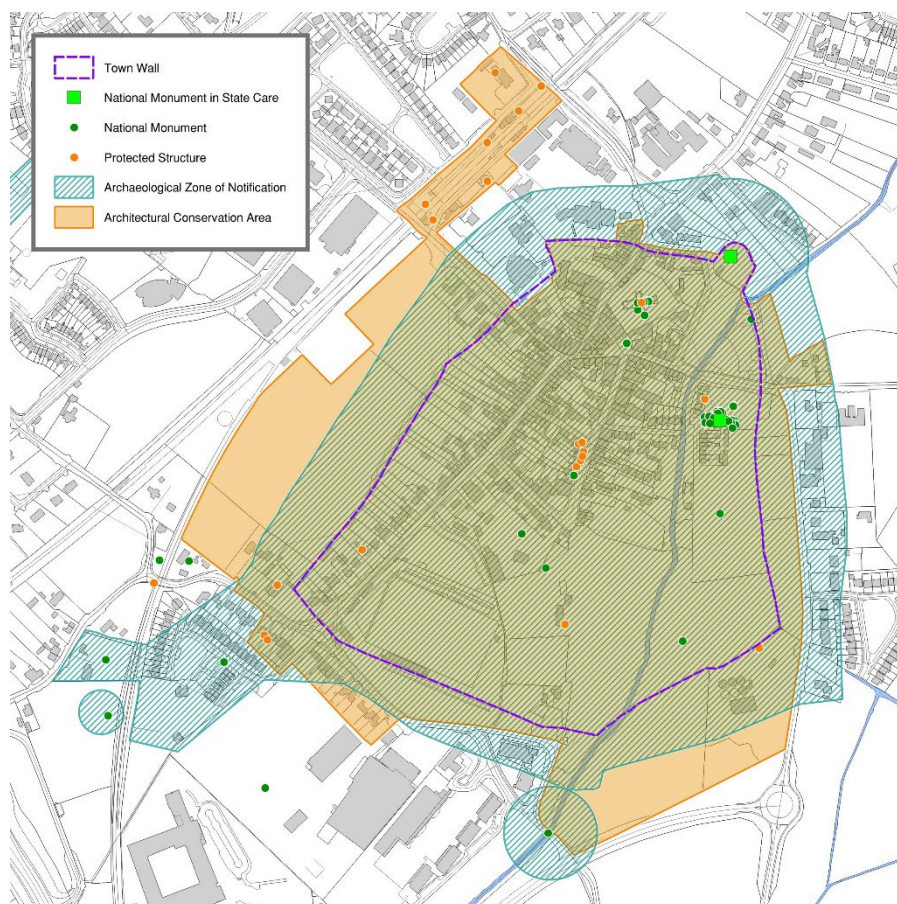 Town Wall
National Monument in State Care
National Monument
Protected Structure
Archaeological Zone of Notification
Architectural Conservation Area